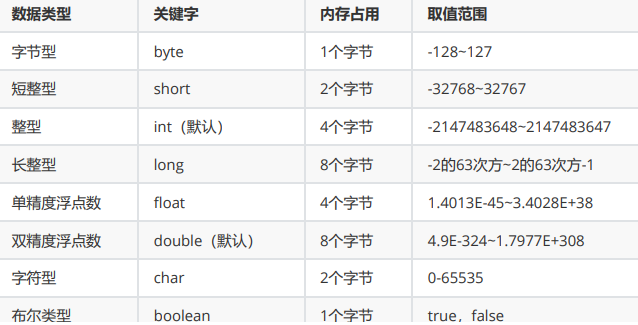 数据类型 关键字 内存占用 取值范围
字节型 byte 1个字节 -128~127
短整型 short 2个字节 -32768~32767
整型 int（默认） 4个字节 -2147483648~2147483647
长整型 long 8个字节 -2的63次方~2的63次方-1
单精度浮点数 float 4个字节 1.4013E-45~3.4028E+38
双精度浮点数 double（默认） 8个字节 4.9E-324~1.7977E+308
字符型 char 2个字节 0-65535
布尔类型 boolean 1个字节 true，false